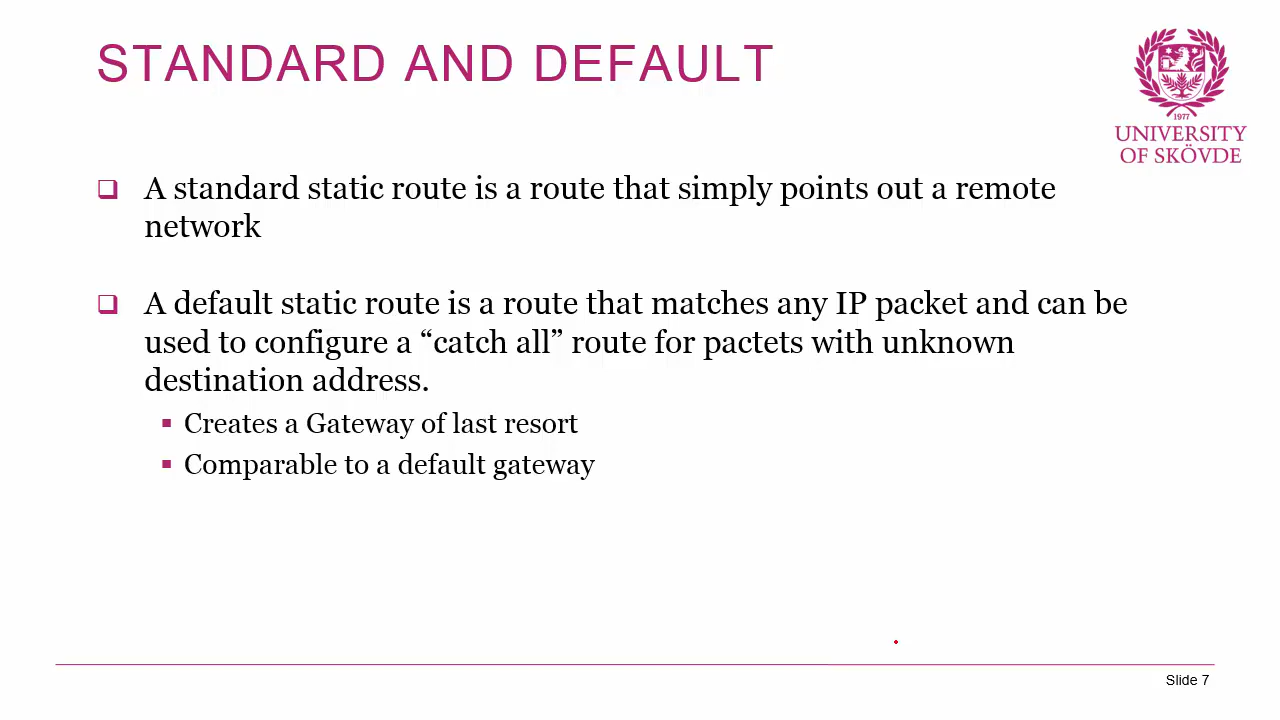 STANDARD AND DEFAULT
1977
UNIVERSITY
OF SKÖVDE
A standard static route is a route that simply points out a remote
network
A default static route is a route that matches any IP packet and can be
used to configure a “catch all” route for pactets with unknown
destination address.
Creates a Gateway of last resort
Comparable to a default gateway
Slide 7